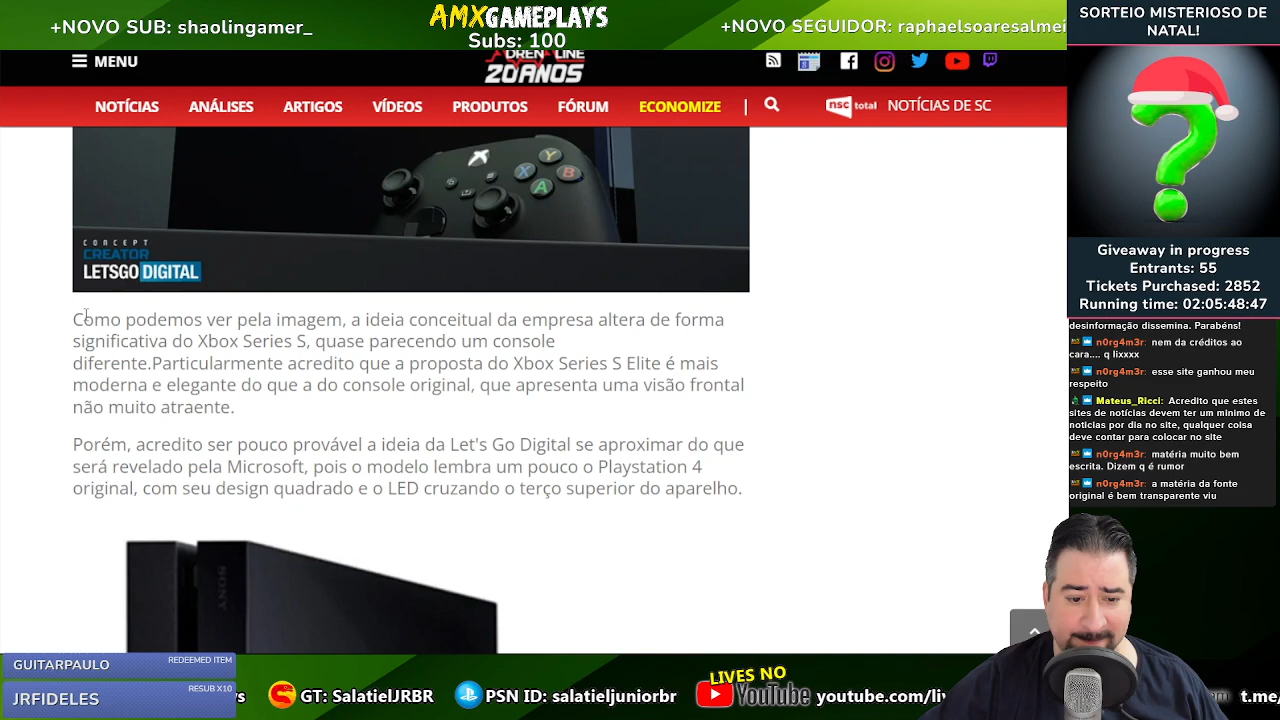 +NOVO SUB: shaolingamer_
AMXGAMEPLAYS
Subs: 100
+NOVO SEGUIDOR: raphaelsoaresalmei
SORTEIO MISTERIOSO DE
NATAL!
MENU
20 ANOS
NOTÍCIAS ANÁLISES ARTIGOS VÍDEOS PRODUTOS FÓRUM ECONOMIZE | nsc total NOTÍCIAS DE SC
X Y B A
CONCEPT
CREATOR
LETSGO DIGITAL
Giveaway in progress
Entrants: 55
Tickets Purchased: 2852
Running time: 02:05:48:47
Como podemos ver pela imagem, a ideia conceitual da empresa altera de forma
significativa do Xbox Series S, quase parecendo um console
diferente.Particularmente acredito que a proposta do Xbox Series S Elite é mais
moderna e elegante do que a do console original, que apresenta uma visão frontal
não muito atraente.
Porém, acredito ser pouco provável a ideia da Let's Go Digital se aproximar do que
será revelado pela Microsoft, pois o modelo lembra um pouco o Playstation 4
original, com seu design quadrado e o LED cruzando o terço superior do aparelho.
SONY
desinformação dissemina. Parabéns!
n0rg4m3r: nem da créditos ao
cara.... q lixxxx
n0rg4m3r: esse site ganhou meu
respeito
Mateus_Ricci: Acredito que estes
sites de notícias devem ter um mínimo de
notícias por dia no site, qualquer coisa
deve contar para colocar no site
n0rg4m3r: matéria muito bem
escrita. Dizem q é rumor
n0rg4m3r: a matéria da fonte
original é bem transparente viu
GUITARPAULO REDEEMED ITEM
JRFIDELES RESUB X10
GT: SalatielJRBR
PSN ID: salatieljuniorbr
LIVES NO
YouTube
youtube.com/li
t.me